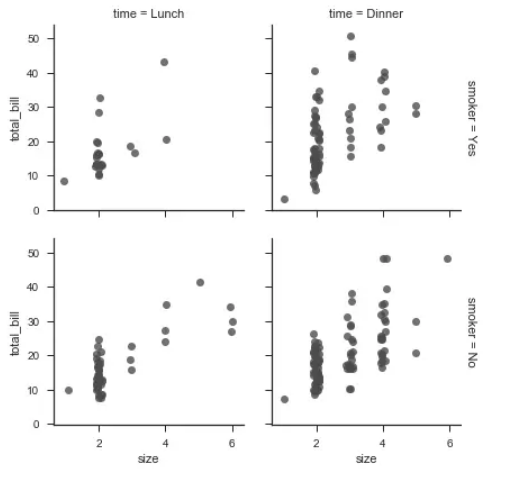 time = Lunch
time = Dinner
50
40
30
20
10
0
total_bill
smoker = Yes
50
40
30
20
10
0
total_bill
smoker = No
2
4
6
size
2
4
6
size